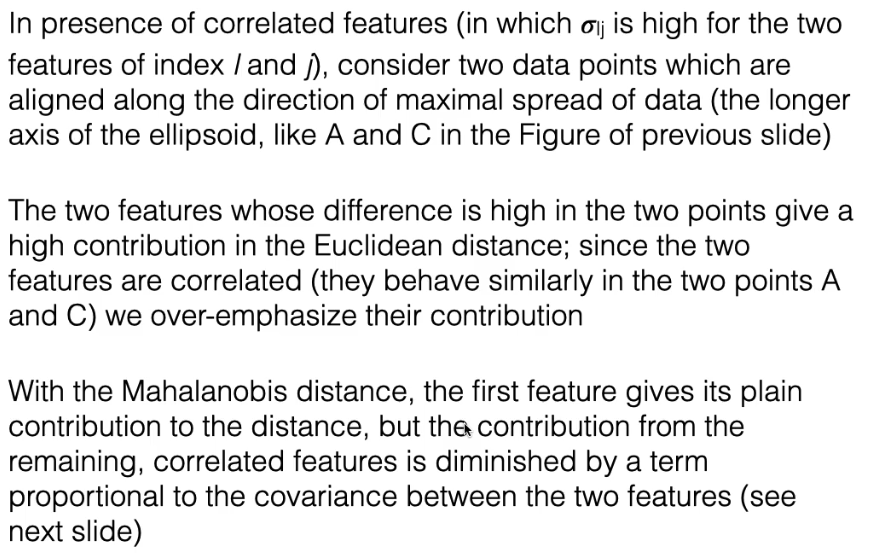 In presence of correlated features (in which σlj is high for the two
features of index l and j), consider two data points which are
aligned along the direction of maximal spread of data (the longer
axis of the ellipsoid, like A and C in the Figure of previous slide)
The two features whose difference is high in the two points give a
high contribution in the Euclidean distance; since the two
features are correlated (they behave similarly in the two points A
and C) we over-emphasize their contribution
With the Mahalanobis distance, the first feature gives its plain
contribution to the distance, but the contribution from the
remaining, correlated features is diminished by a term
proportional to the covariance between the two features (see
next slide)